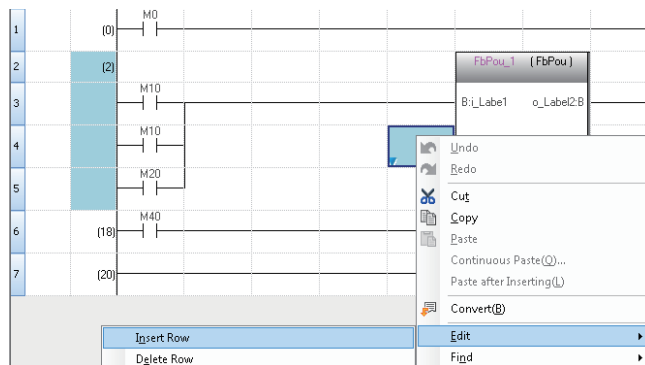 M0
1 (0)
2 (2) FbPou_1 (FbPou)
M10
3 B:i_Labe1 o_Label2:B
M10
4
Undo
Redo
M20
5 Cut
Copy
M40
6 (18) Paste
Continuous Paste(O)...
7 (20) Paste after Inserting(L)
Convert(B)
Insert Row Edit
Delete Row Find